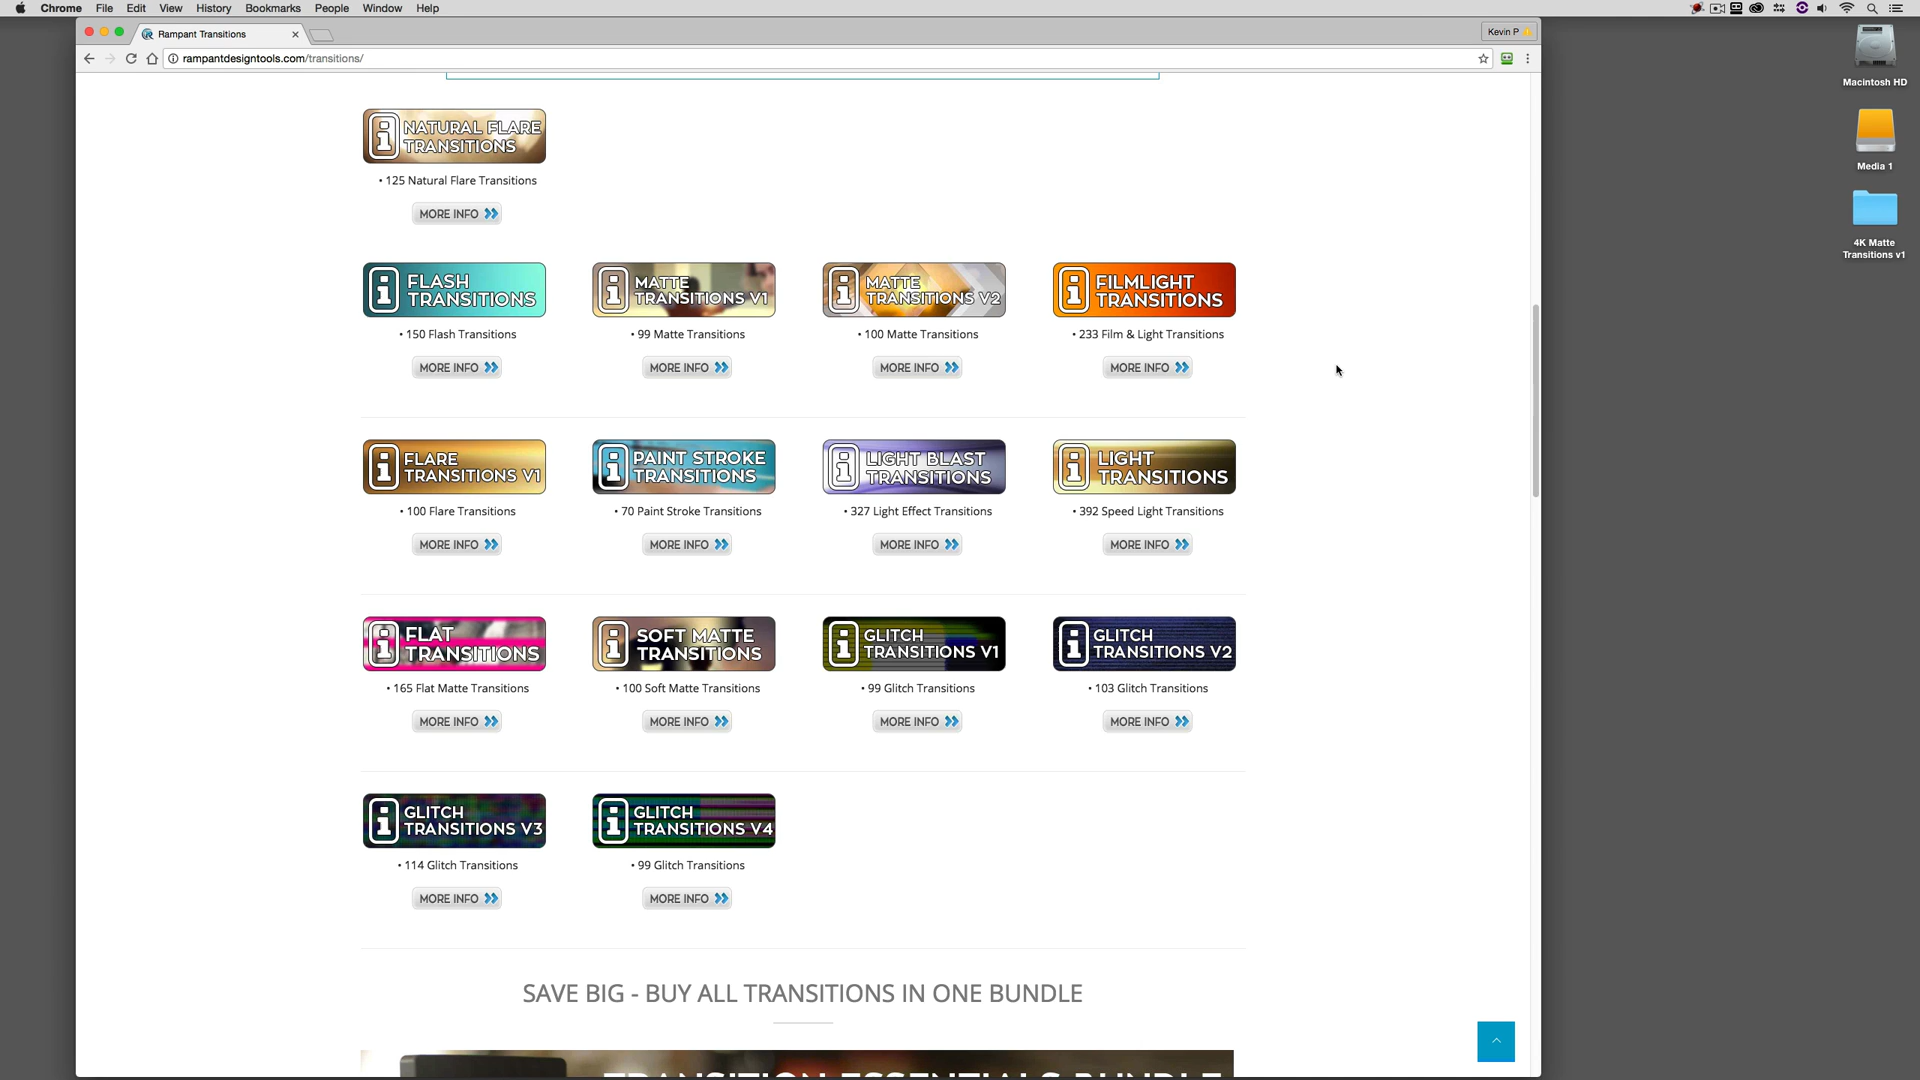 Chrome File Edit View History Bookmarks People Window Help
Rampant Transitions
Kevin P
rampantdesigntools.com/transitions/
Macintosh HD
Media 1
4K Matte
Transitions v1
NATURAL FLARE
TRANSITIONS
• 125 Natural Flare Transitions
MORE INFO
FLASH
TRANSITIONS
MATTE
TRANSITIONS V1
MATTE
TRANSITIONS V2
FILMLIGHT
TRANSITIONS
• 150 Flash Transitions
• 99 Matte Transitions
• 100 Matte Transitions
• 233 Film & Light Transitions
MORE INFO
MORE INFO
MORE INFO
MORE INFO
FLARE
TRANSITIONS V1
PAINT STROKE
TRANSITIONS
LIGHT BLAST
TRANSITIONS
LIGHT
TRANSITIONS
• 100 Flare Transitions
• 70 Paint Stroke Transitions
• 327 Light Effect Transitions
• 392 Speed Light Transitions
MORE INFO
MORE INFO
MORE INFO
MORE INFO
FLAT
TRANSITIONS
SOFT MATTE
TRANSITIONS
GLITCH
TRANSITIONS V1
GLITCH
TRANSITIONS V2
• 165 Flat Matte Transitions
• 100 Soft Matte Transitions
• 99 Glitch Transitions
• 103 Glitch Transitions
MORE INFO
MORE INFO
MORE INFO
MORE INFO
GLITCH
TRANSITIONS V3
GLITCH
TRANSITIONS V4
• 114 Glitch Transitions
• 99 Glitch Transitions
MORE INFO
MORE INFO
SAVE BIG - BUY ALL TRANSITIONS IN ONE BUNDLE
TRANSITION ESSENTIALS BUNDLE